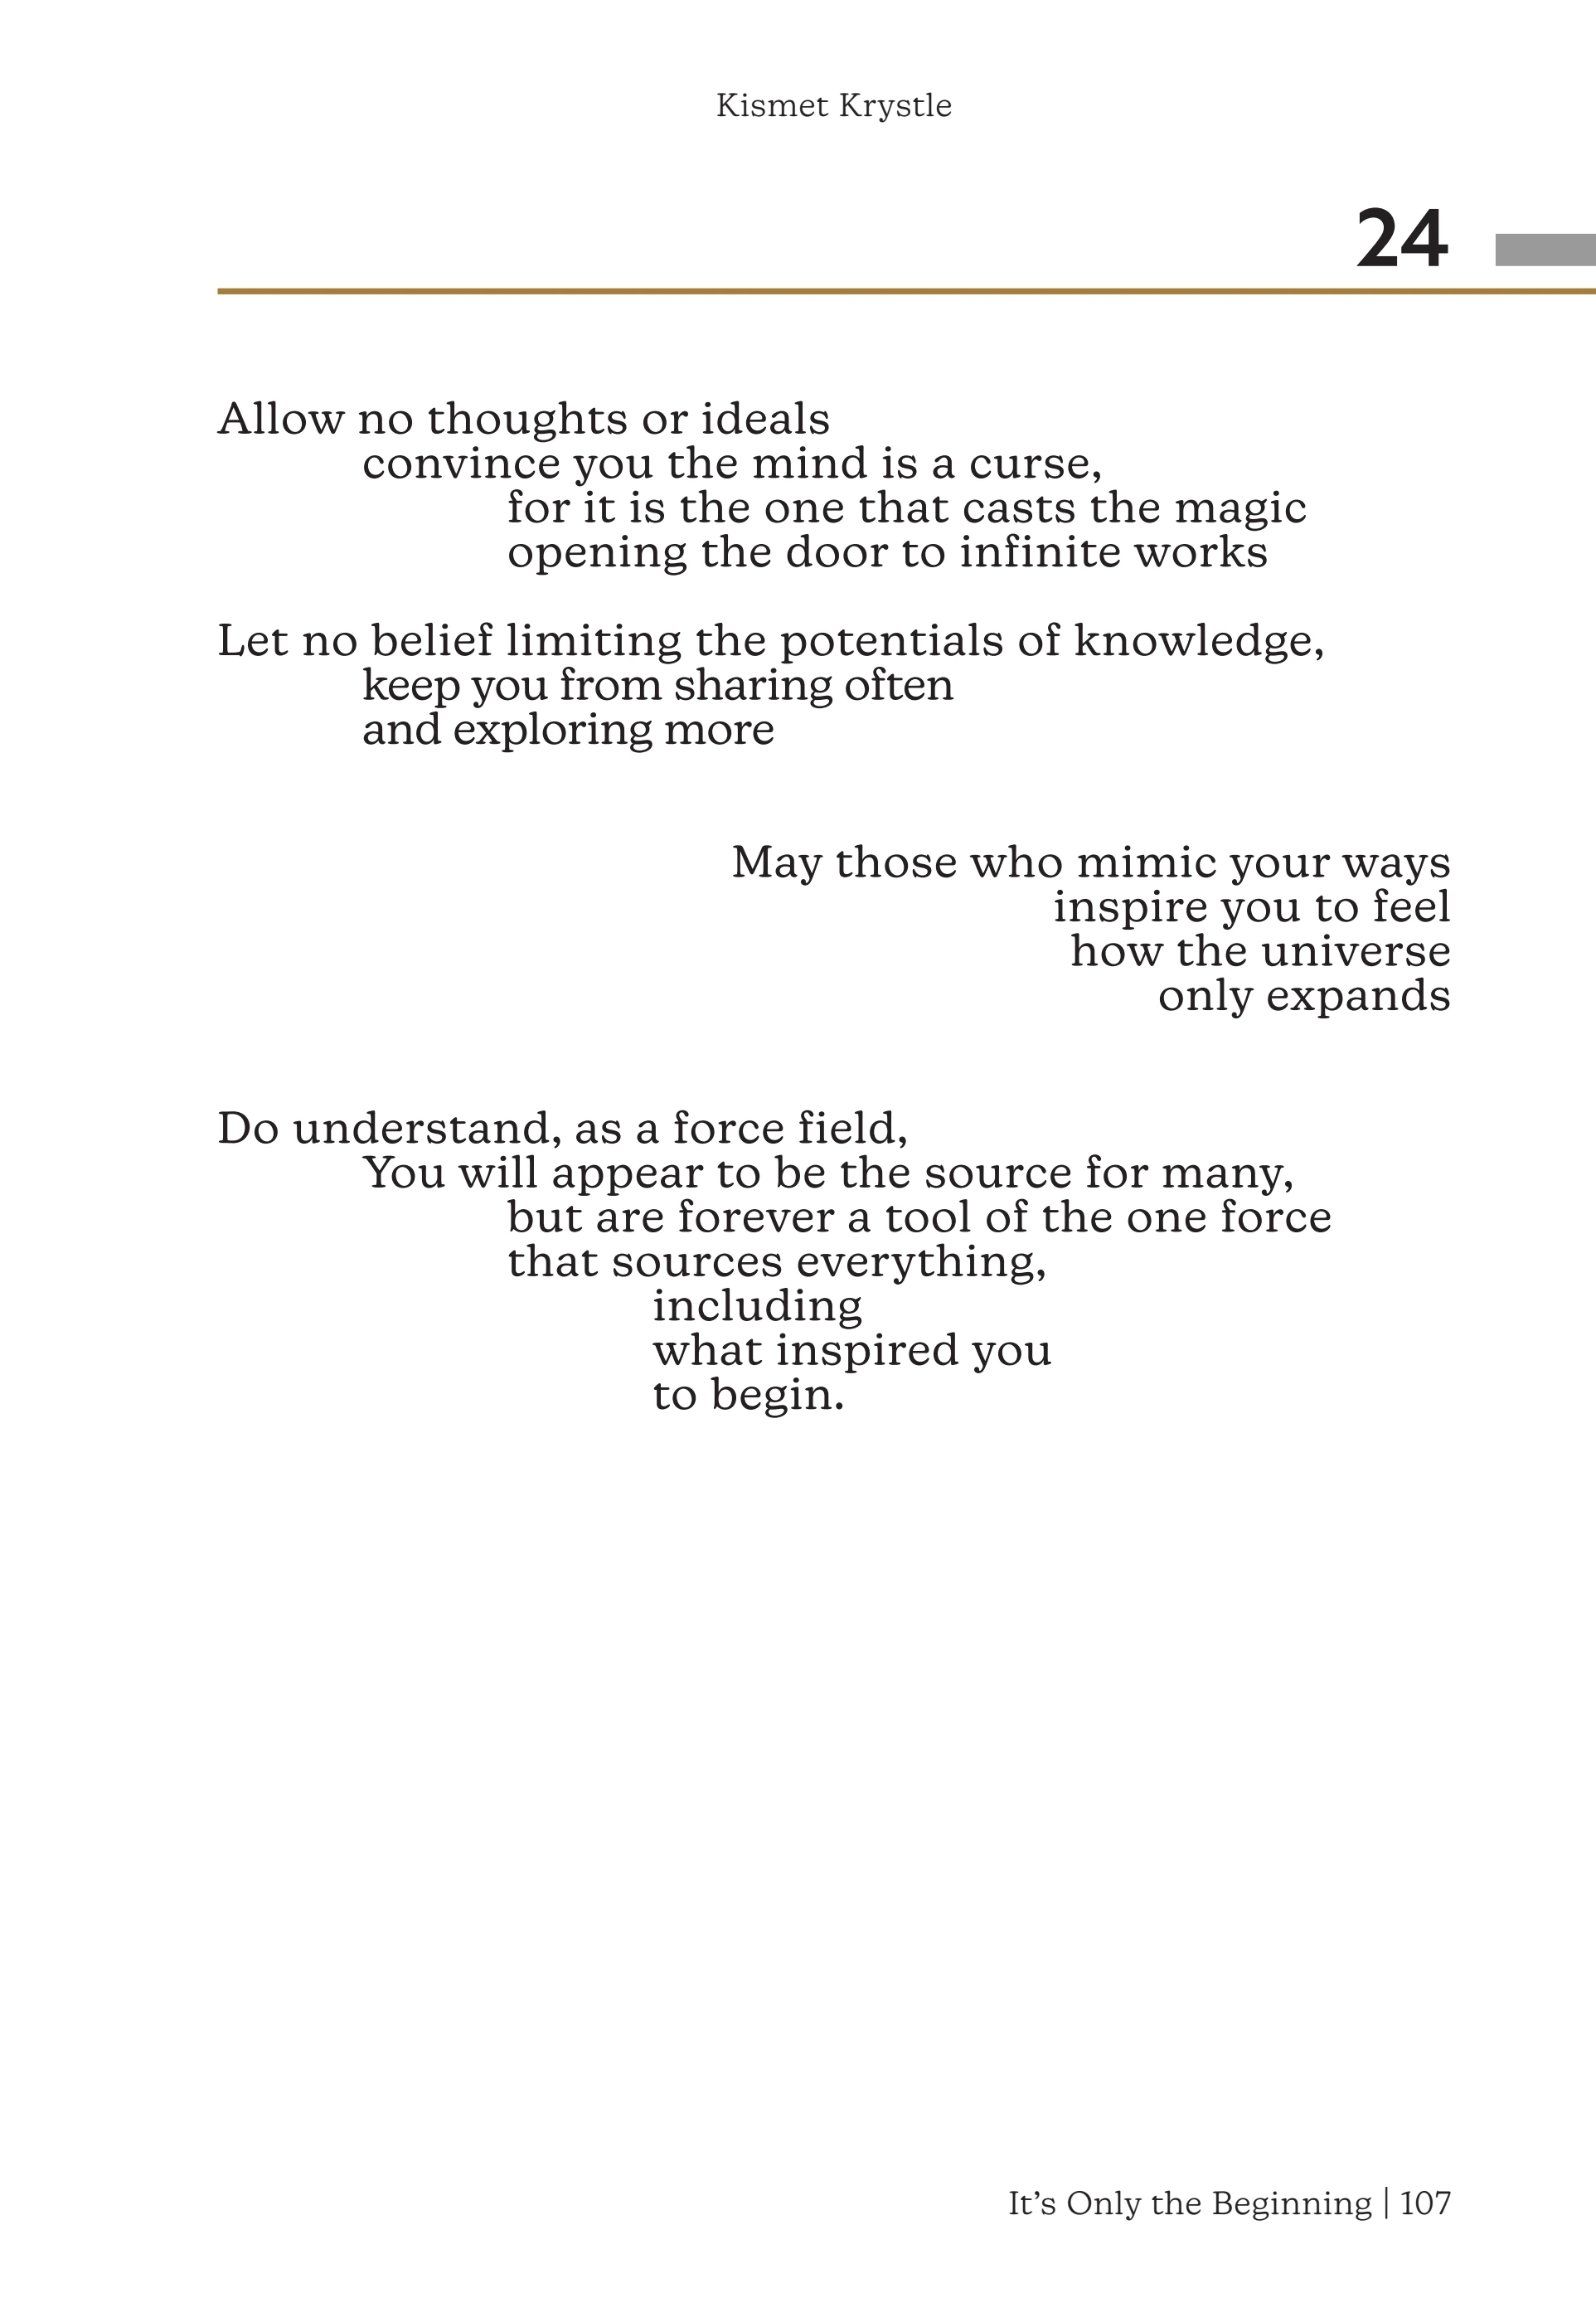 Kismet Krystle
24
Allow no thoughts or ideals
convince you the mind is a curse,
for it is the one that casts the magic
opening the door to infinite works
Let no belief limiting the potentials of knowledge,
keep you from sharing often
and exploring more
May those who mimic your ways
inspire you to feel
how the universe
only expands
Do understand, as a force field,
You will appear to be the source for many,
but are forever a tool of the one force
that sources everything,
including
what inspired you
to begin.
It’s Only the Beginning | 107